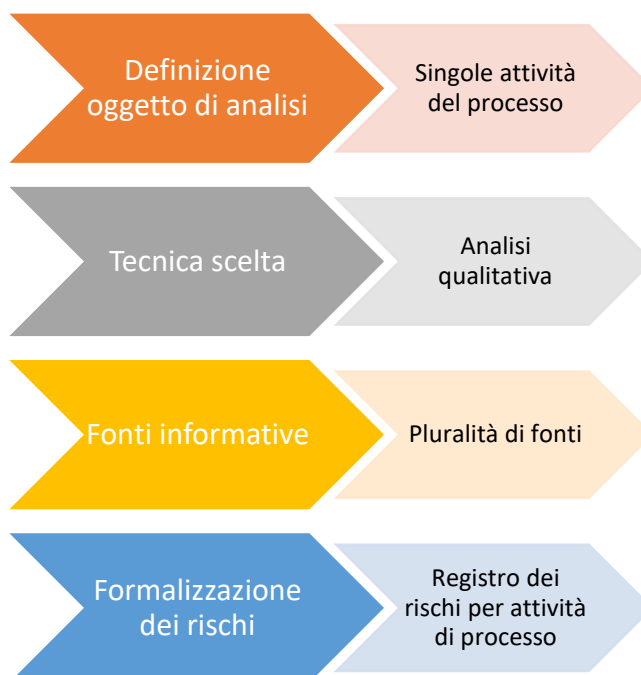 Definizione
oggetto di analisi
Singole attività
del processo
Tecnica scelta
Analisi
qualitativa
Fonti informative
Pluralità di fonti
Formalizzazione
dei rischi
Registro dei
rischi per attività
di processo